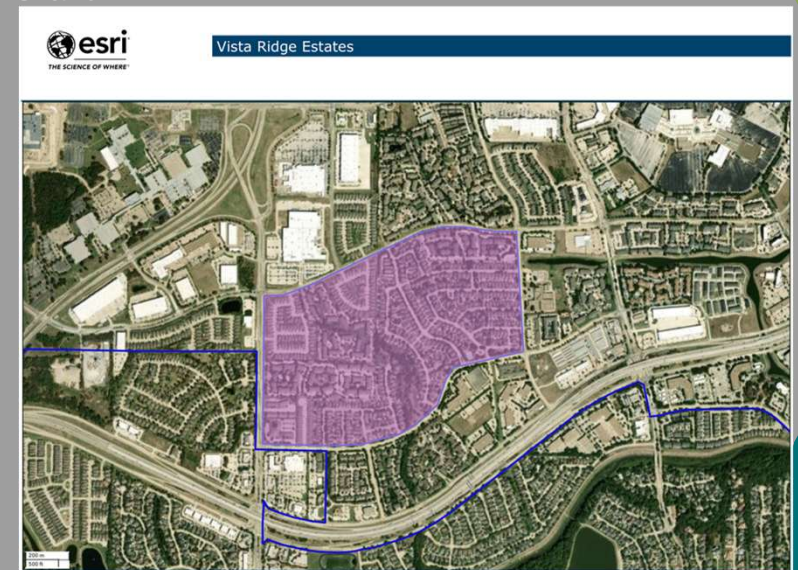 esri
THE SCIENCE OF WHERE®
Vista Ridge Estates
200 m
500 ft